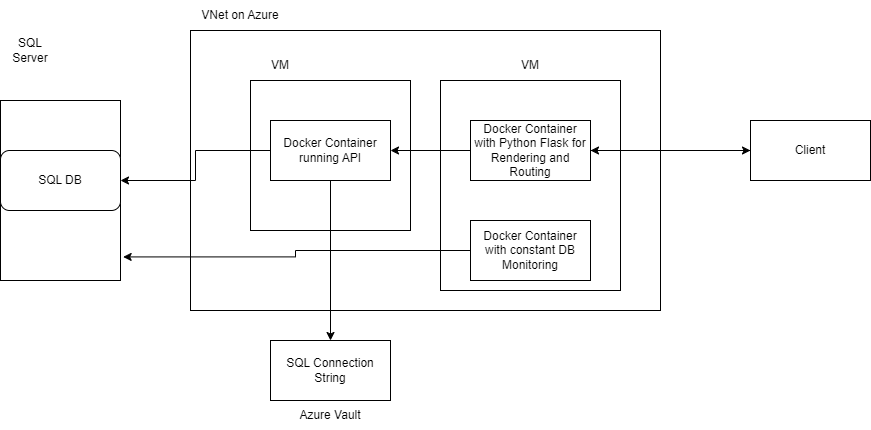 VNet on Azure
SQL
Server
VM
VM
Docker Container
running API
Docker Container
with Python Flask for
Rendering and
Routing
Client
SQL DB
Docker Container
with constant DB
Monitoring
SQL Connection
String
Azure Vault